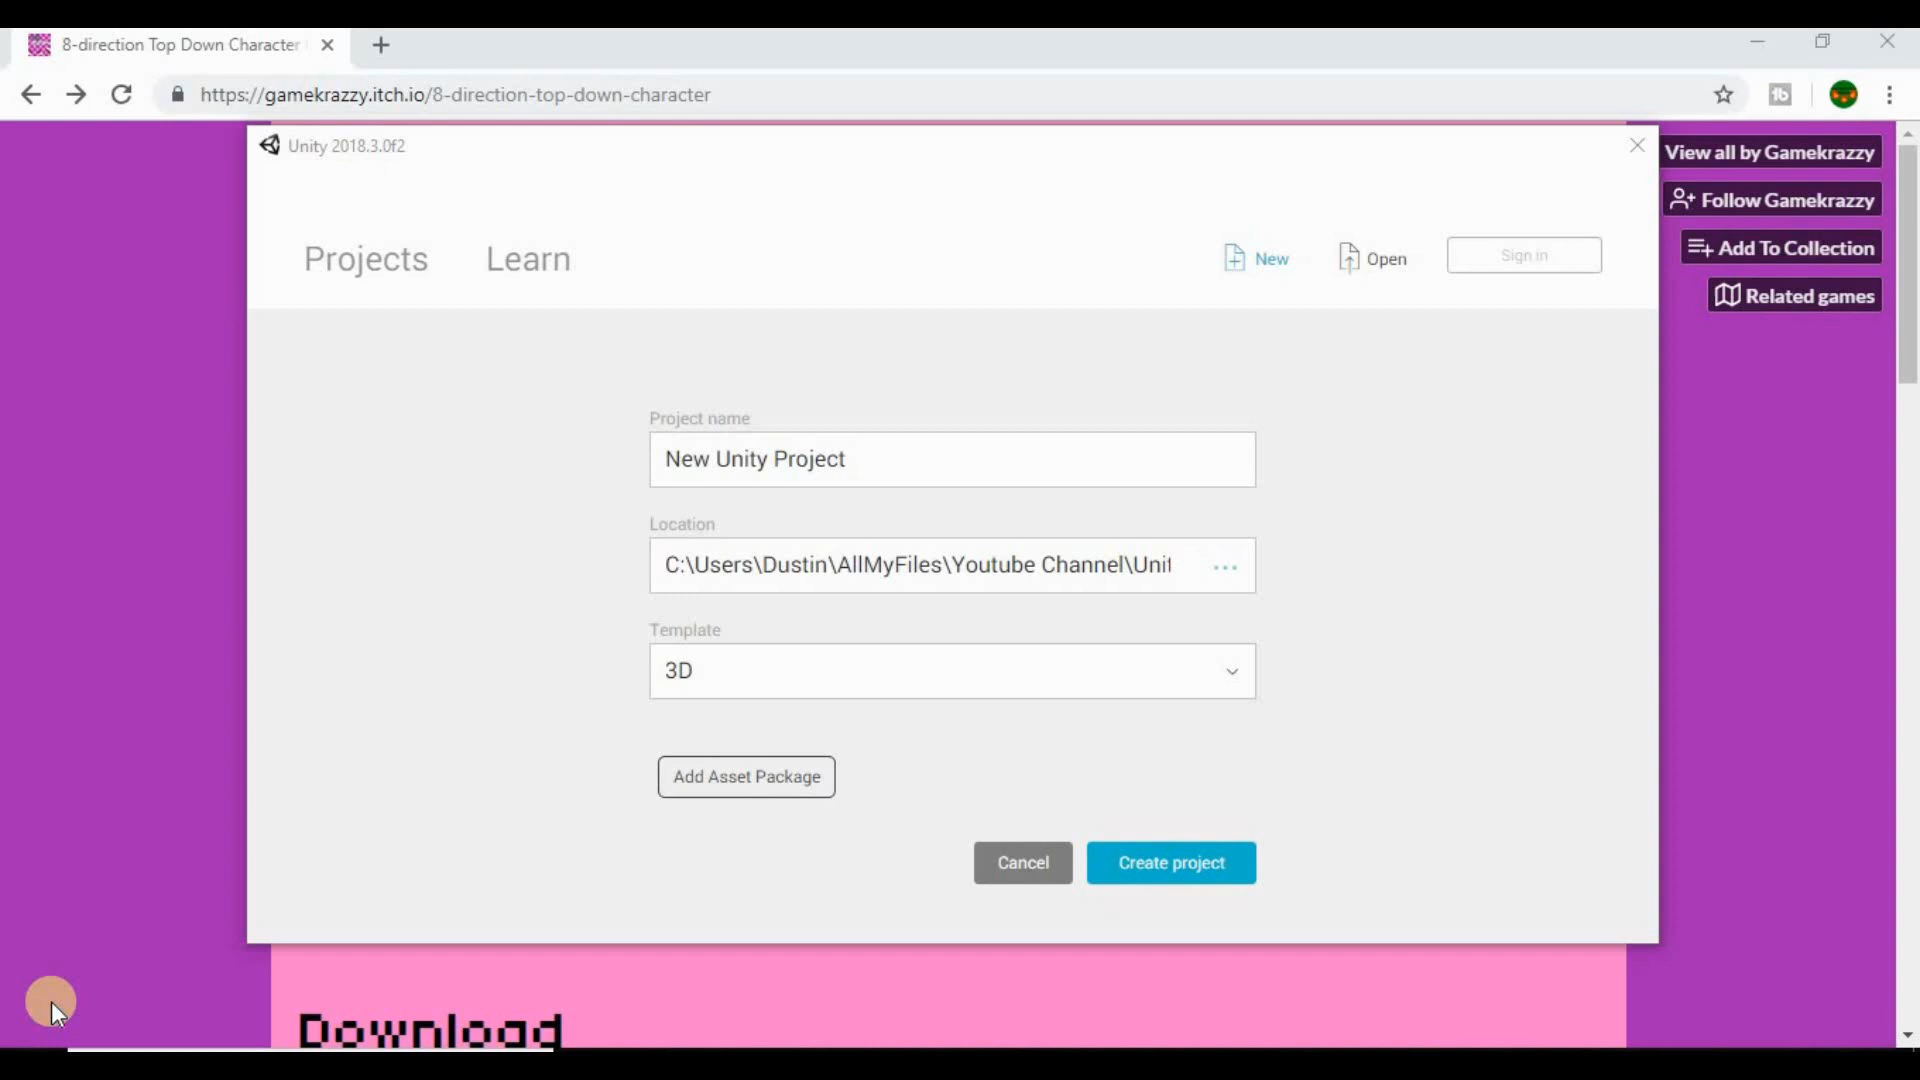 8-direction Top Down Character
https://gamekrazzy.itch.io/8-direction-top-down-character
Unity 2018.3.0f2
View all by Gamekrazzy
Follow Gamekrazzy
Add To Collection
Related games
Projects
Learn
New
Open
Sign in
Project name
New Unity Project
Location
C:\Users\Dustin\AllMyFiles\Youtube Channel\Unit
...
Template
3D
Add Asset Package
Cancel
Create project
Download